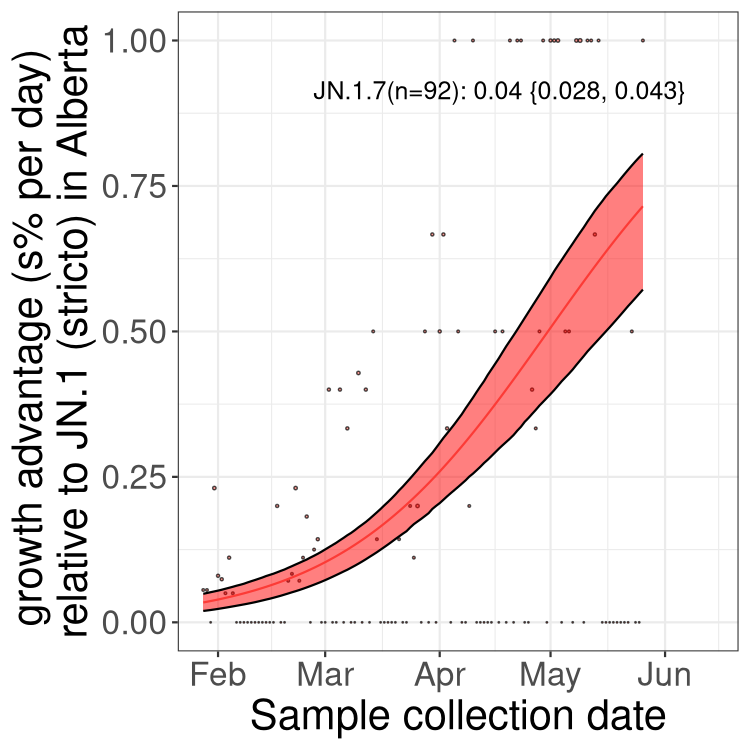 growth advantage (s% per day)
relative to JN.1 (stricto) in Alberta
1.00
0.75
0.50
0.25
0.00
JN.1.7(n=92): 0.04 {0.028, 0.043}
Feb Mar Apr May Jun
Sample collection date